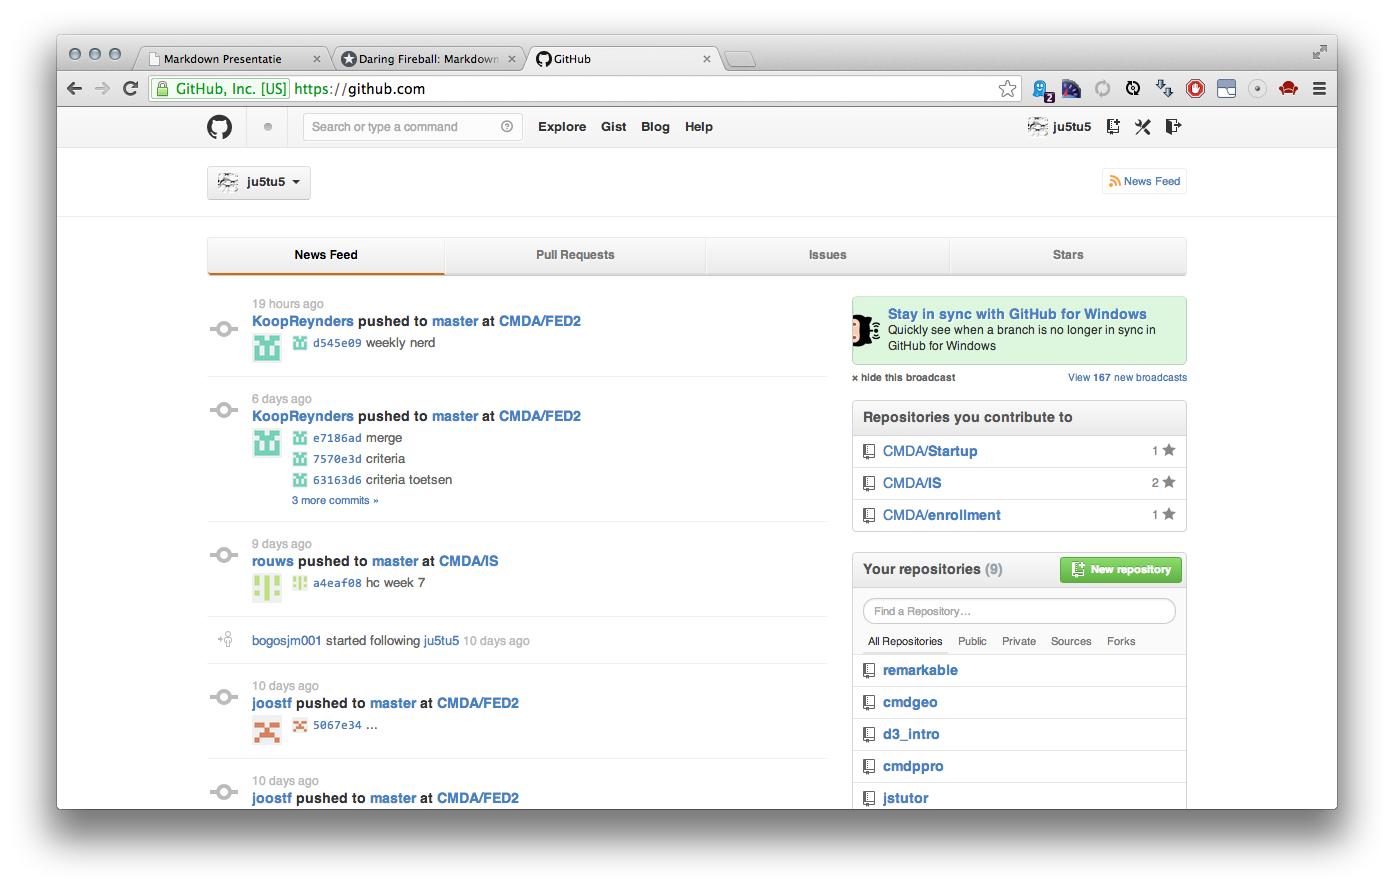 Markdown Presentatie
Daring Fireball: Markdown
GitHub
GitHub, Inc. [US] https://github.com
2
Search or type a command
Explore Gist Blog Help
ju5tu5
ju5tu5
News Feed
News Feed
Pull Requests
Issues
Stars
19 hours ago
KoopReynders pushed to master at CMDA/FED2
d545e09 weekly nerd
6 days ago
KoopReynders pushed to master at CMDA/FED2
e7186ad merge
7570e3d criteria
63163d6 criteria toetsen
3 more commits »
9 days ago
rouws pushed to master at CMDA/IS
a4eaf08 hc week 7
bogosjm001 started following ju5tu5 10 days ago
10 days ago
joostf pushed to master at CMDA/FED2
5067e34 ...
10 days ago
joostf pushed to master at CMDA/FED2
Stay in sync with GitHub for Windows
Quickly see when a branch is no longer in sync in
GitHub for Windows
× hide this broadcast
View 167 new broadcasts
Repositories you contribute to
CMDA/Startup 1
CMDA/IS 2
CMDA/enrollment 1
Your repositories (9)
New repository
Find a Repository…
All Repositories Public Private Sources Forks
remarkable
cmdgeo
d3_intro
cmdppro
jstutor